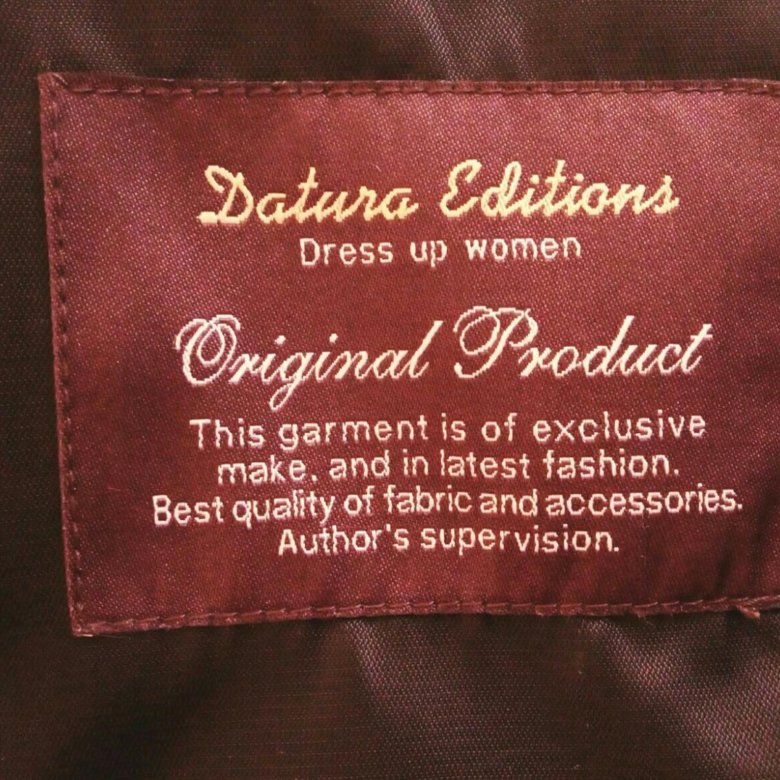 Datura Editions
Dress up women
Original Product
This garment is of exclusive
make, and in latest fashion.
Best quality of fabric and accessories.
Author's supervision.